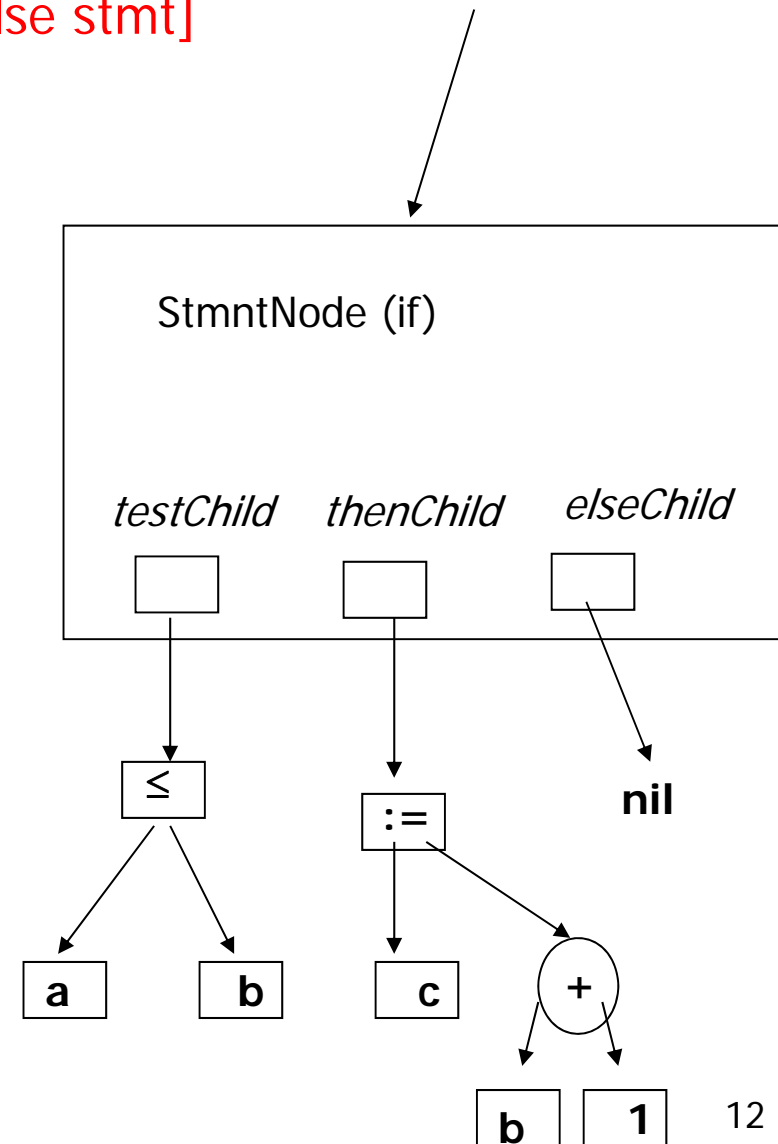 lse stmt]
StmntNode (if)
testChild thenChild elseChild
≤ := nil
a b c +
b 1 12